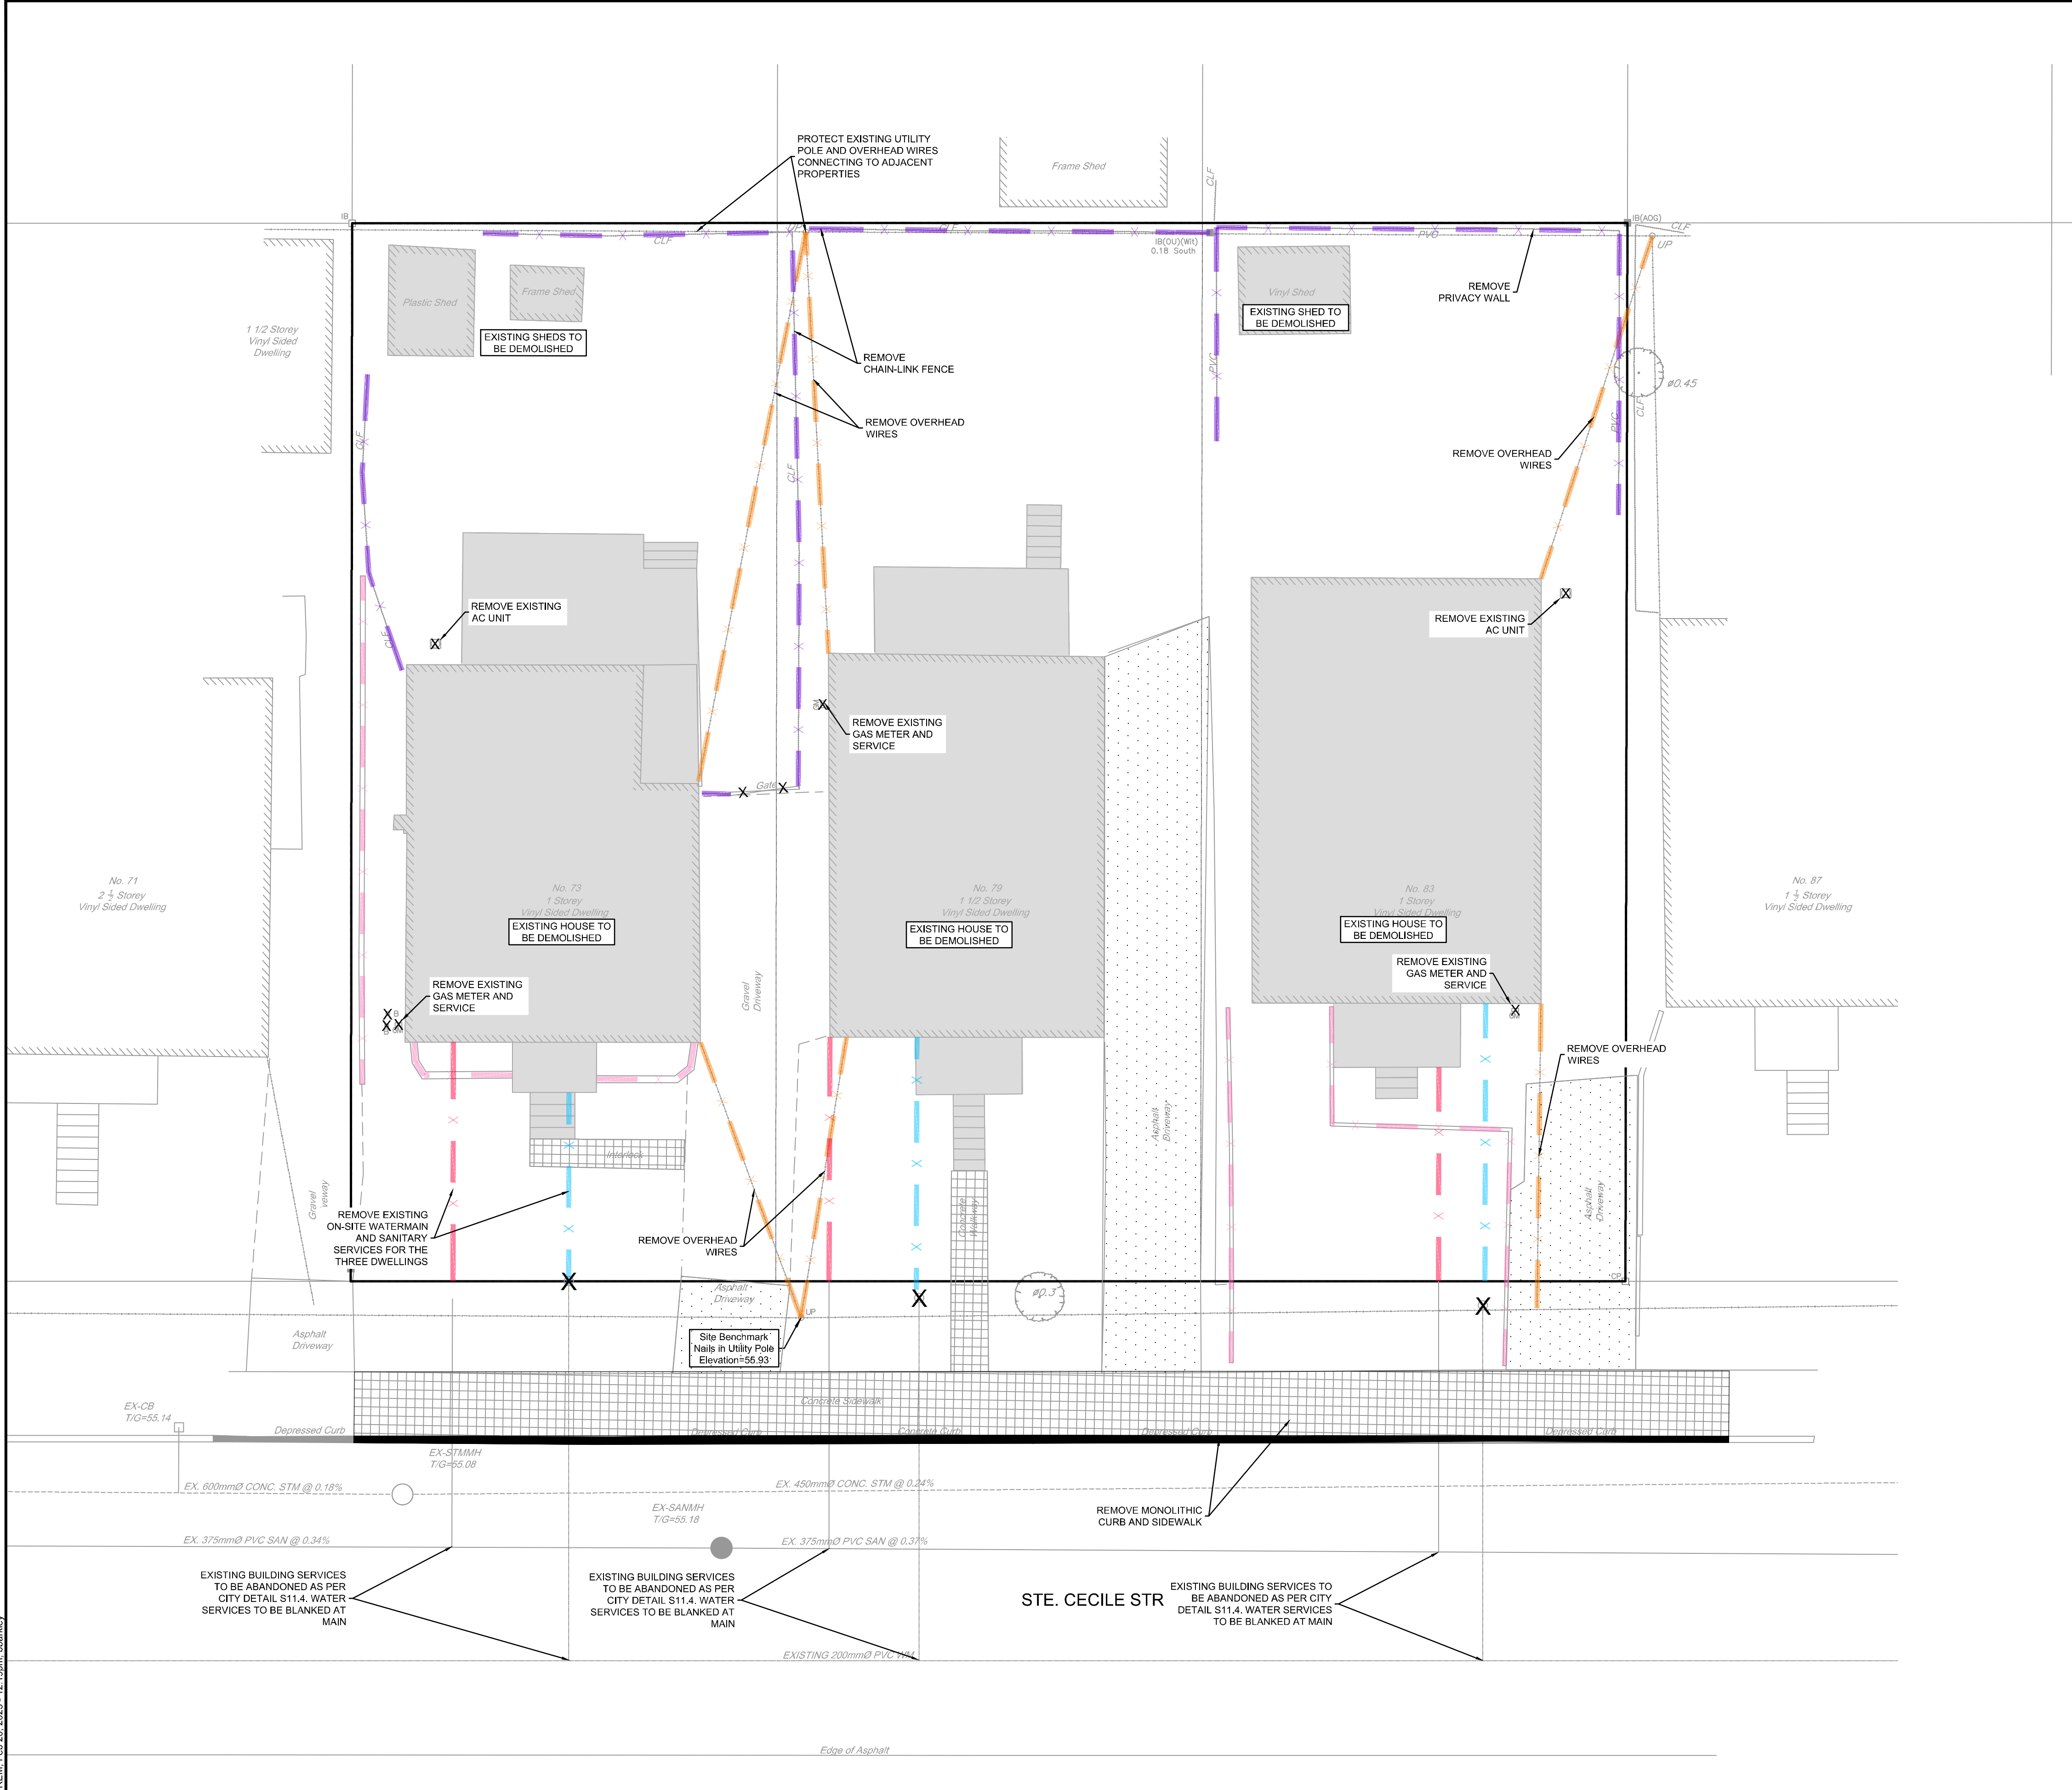 PROTECT EXISTING UTILITY
POLE AND OVERHEAD WIRES
CONNECTING TO ADJACENT
PROPERTIES
Frame Shed
CLF
IB
IB(AOG)
CLF
UP
CLF
CLF
IB(OU)(Wit)
0.18 South
PVC
Plastic Shed
Frame Shed
EXISTING SHEDS TO
BE DEMOLISHED
1 1/2 Storey
Vinyl Sided
Dwelling
REMOVE
CHAIN-LINK FENCE
REMOVE OVERHEAD
WIRES
Vinyl Shed
EXISTING SHED TO
BE DEMOLISHED
REMOVE
PRIVACY WALL
PVC
PVC
CLF
ø0.45
REMOVE OVERHEAD
WIRES
CLF
CLF
CLF
REMOVE EXISTING
AC UNIT
REMOVE EXISTING
AC UNIT
GM
REMOVE EXISTING
GAS METER AND
SERVICE
Gate
No. 71
2 1/2 Storey
Vinyl Sided Dwelling
No. 73
1 Storey
Vinyl Sided Dwelling
EXISTING HOUSE TO
BE DEMOLISHED
No. 79
1 1/2 Storey
Vinyl Sided Dwelling
EXISTING HOUSE TO
BE DEMOLISHED
No. 83
1 Storey
Vinyl Sided Dwelling
EXISTING HOUSE TO
BE DEMOLISHED
No. 87
1 1/2 Storey
Vinyl Sided Dwelling
REMOVE EXISTING
GAS METER AND
SERVICE
B
B
Gravel
Driveway
REMOVE EXISTING
GAS METER AND
SERVICE
REMOVE OVERHEAD
WIRES
Interlock
Concrete
Walkway
Asphalt
Driveway
Asphalt
Driveway
Gravel
veway
REMOVE EXISTING
ON-SITE WATERMAIN
AND SANITARY
SERVICES FOR THE
THREE DWELLINGS
REMOVE OVERHEAD
WIRES
CP
Asphalt
Driveway
ø0.3
UP
Site Benchmark
Nails in Utility Pole
Elevation=55.93
Asphalt
Driveway
Concrete Sidewalk
EX-CB
T/G=55.14
Depressed Curb
Depressed Curb
Concrete Curb
Depressed Curb
Depressed Curb
EX-STMMH
T/G=55.08
EX. 600mmØ CONC. STM @ 0.18%
EX. 450mmØ CONC. STM @ 0.24%
EX-SANMH
T/G=55.18
REMOVE MONOLITHIC
CURB AND SIDEWALK
EX. 375mmØ PVC SAN @ 0.34%
EX. 375mmØ PVC SAN @ 0.37%
EXISTING BUILDING SERVICES
TO BE ABANDONED AS PER
CITY DETAIL S11.4. WATER
SERVICES TO BE BLANKED AT
MAIN
EXISTING BUILDING SERVICES
TO BE ABANDONED AS PER
CITY DETAIL S11.4. WATER
SERVICES TO BE BLANKED AT
MAIN
STE. CECILE STR
EXISTING BUILDING SERVICES TO
BE ABANDONED AS PER CITY
DETAIL S11.4. WATER SERVICES
TO BE BLANKED AT MAIN
EXISTING 200mmØ PVC WM
Edge of Asphalt